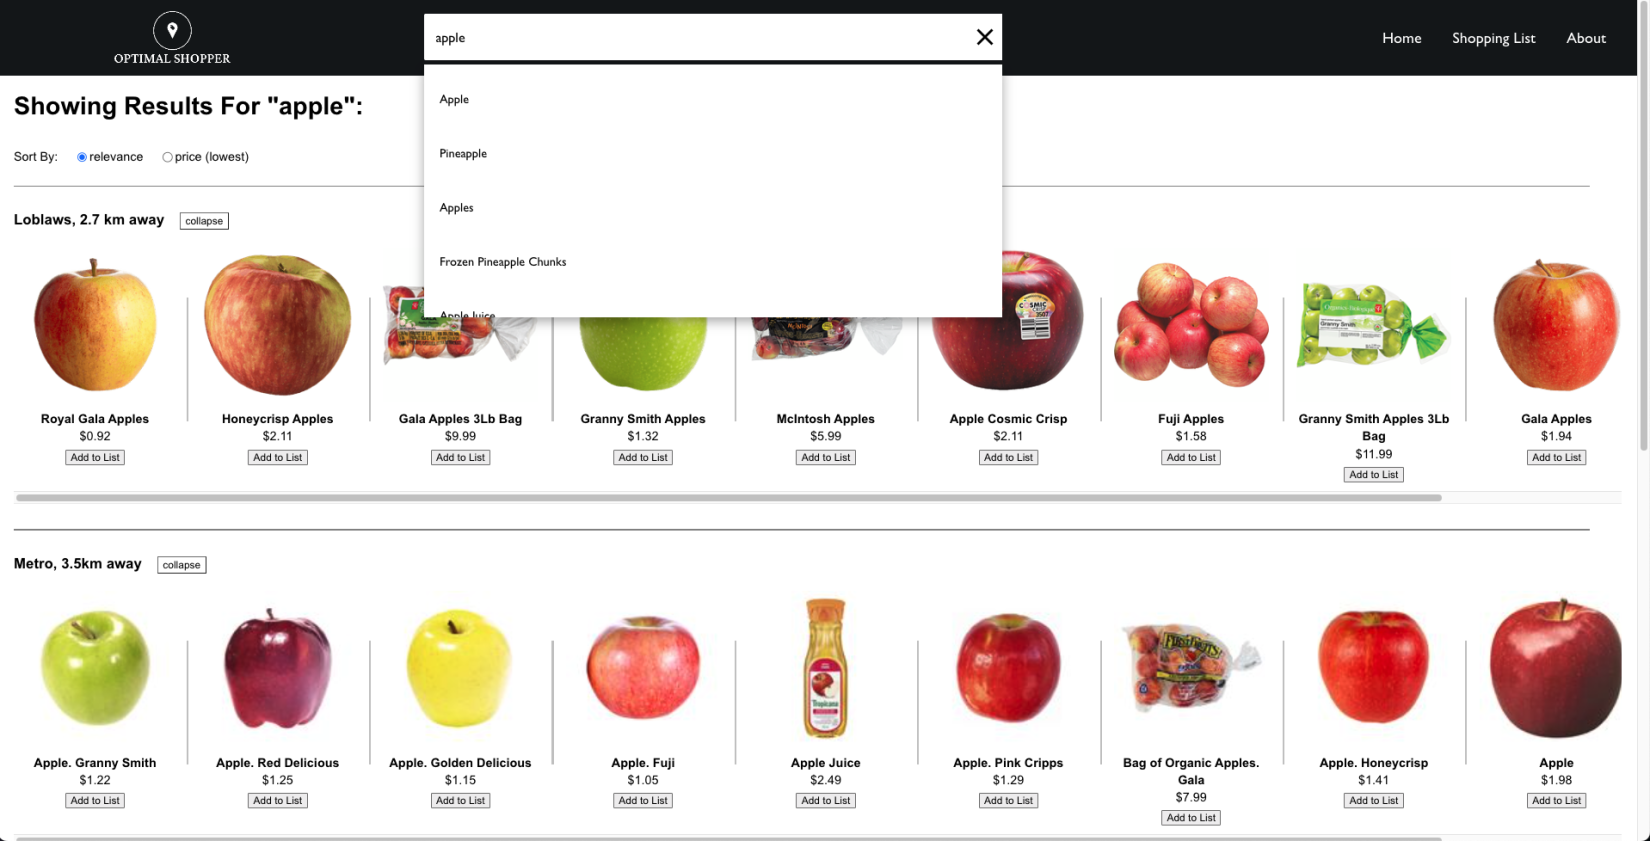 OPTIMAL SHOPPER
apple
Home
Shopping List
About
Showing Results For "apple":
Apple
Pineapple
Apples
Frozen Pineapple Chunks
Apple Juice
Sort By:
relevance
price (lowest)
Loblaws, 2.7 km away
collapse
COSMIC
CRISP
3507
Granny Smith
Royal Gala Apples
$0.92
Add to List
Honeycrisp Apples
$2.11
Add to List
Gala Apples 3Lb Bag
$9.99
Add to List
Granny Smith Apples
$1.32
Add to List
McIntosh Apples
$5.99
Add to List
Apple Cosmic Crisp
$2.11
Add to List
Fuji Apples
$1.58
Add to List
Granny Smith Apples 3Lb
Bag
$11.99
Add to List
Gala Apples
$1.94
Add to List
Metro, 3.5km away
collapse
Tropicana
Apple. Granny Smith
$1.22
Add to List
Apple. Red Delicious
$1.25
Add to List
Apple. Golden Delicious
$1.15
Add to List
Apple. Fuji
$1.05
Add to List
Apple Juice
$2.49
Add to List
Apple. Pink Cripps
$1.29
Add to List
Bag of Organic Apples.
Gala
$7.99
Add to List
Apple. Honeycrisp
$1.41
Add to List
Apple
$1.98
Add to List